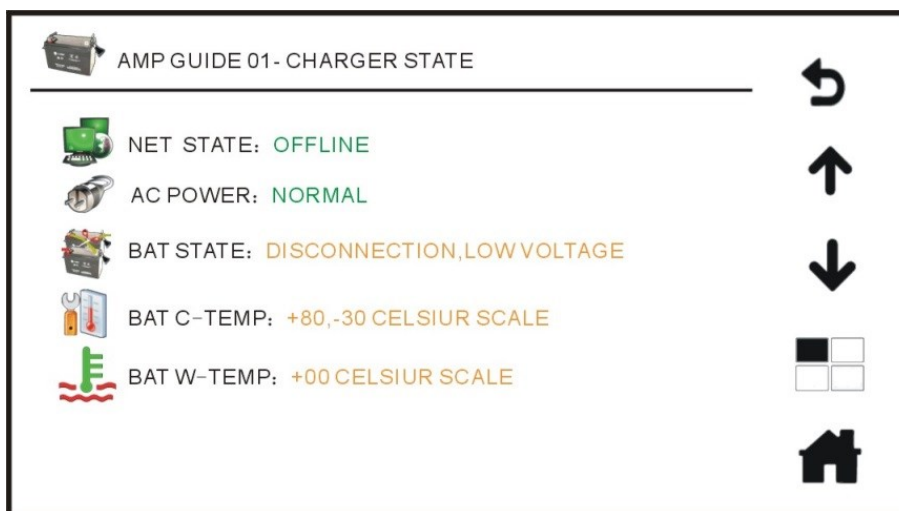 AMP GUIDE 01- CHARGER STATE
NET STATE: OFFLINE
AC POWER: NORMAL
BAT STATE: DISCONNECTION,LOW VOLTAGE
BAT C-TEMP: +80,-30 CELSIUR SCALE
BAT W-TEMP: +00 CELSIUR SCALE